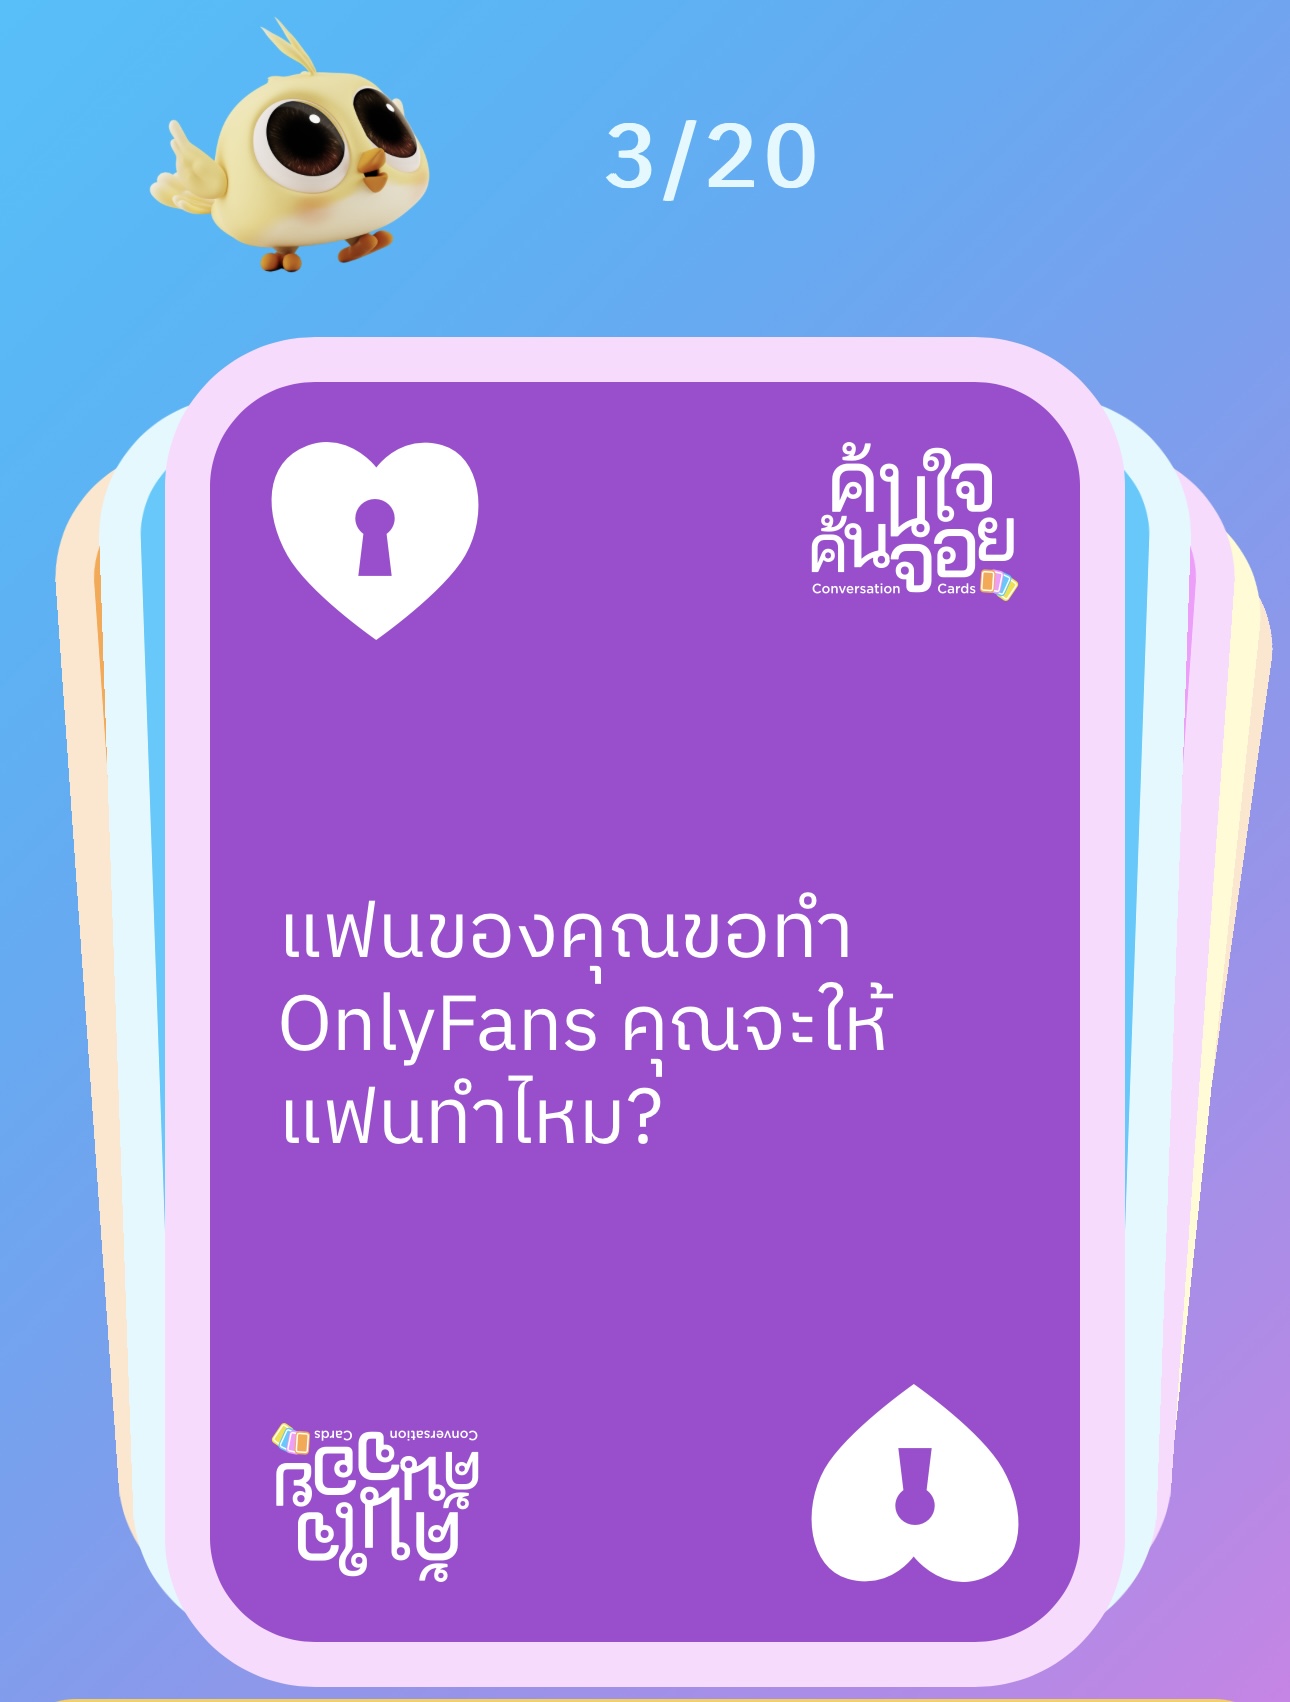 3/20
ค้นใจ
ค้นจอย
Conversation Cards
แฟนของคุณขอทำ
OnlyFans คุณจะให้
แฟนทำไหม?
Conversation Cards
ค้นจอย
ค้นใจ